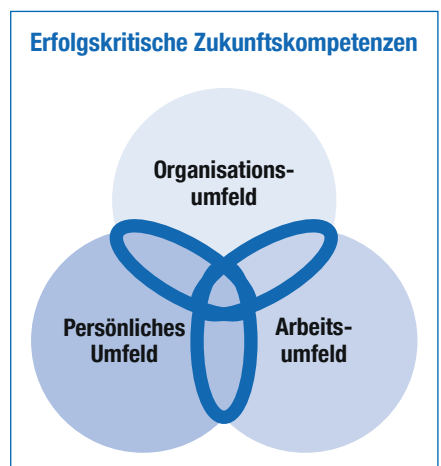 Erfolgskritische Zukunftskompetenzen
Organisations-
umfeld
Persönliches
Umfeld
Arbeits-
umfeld